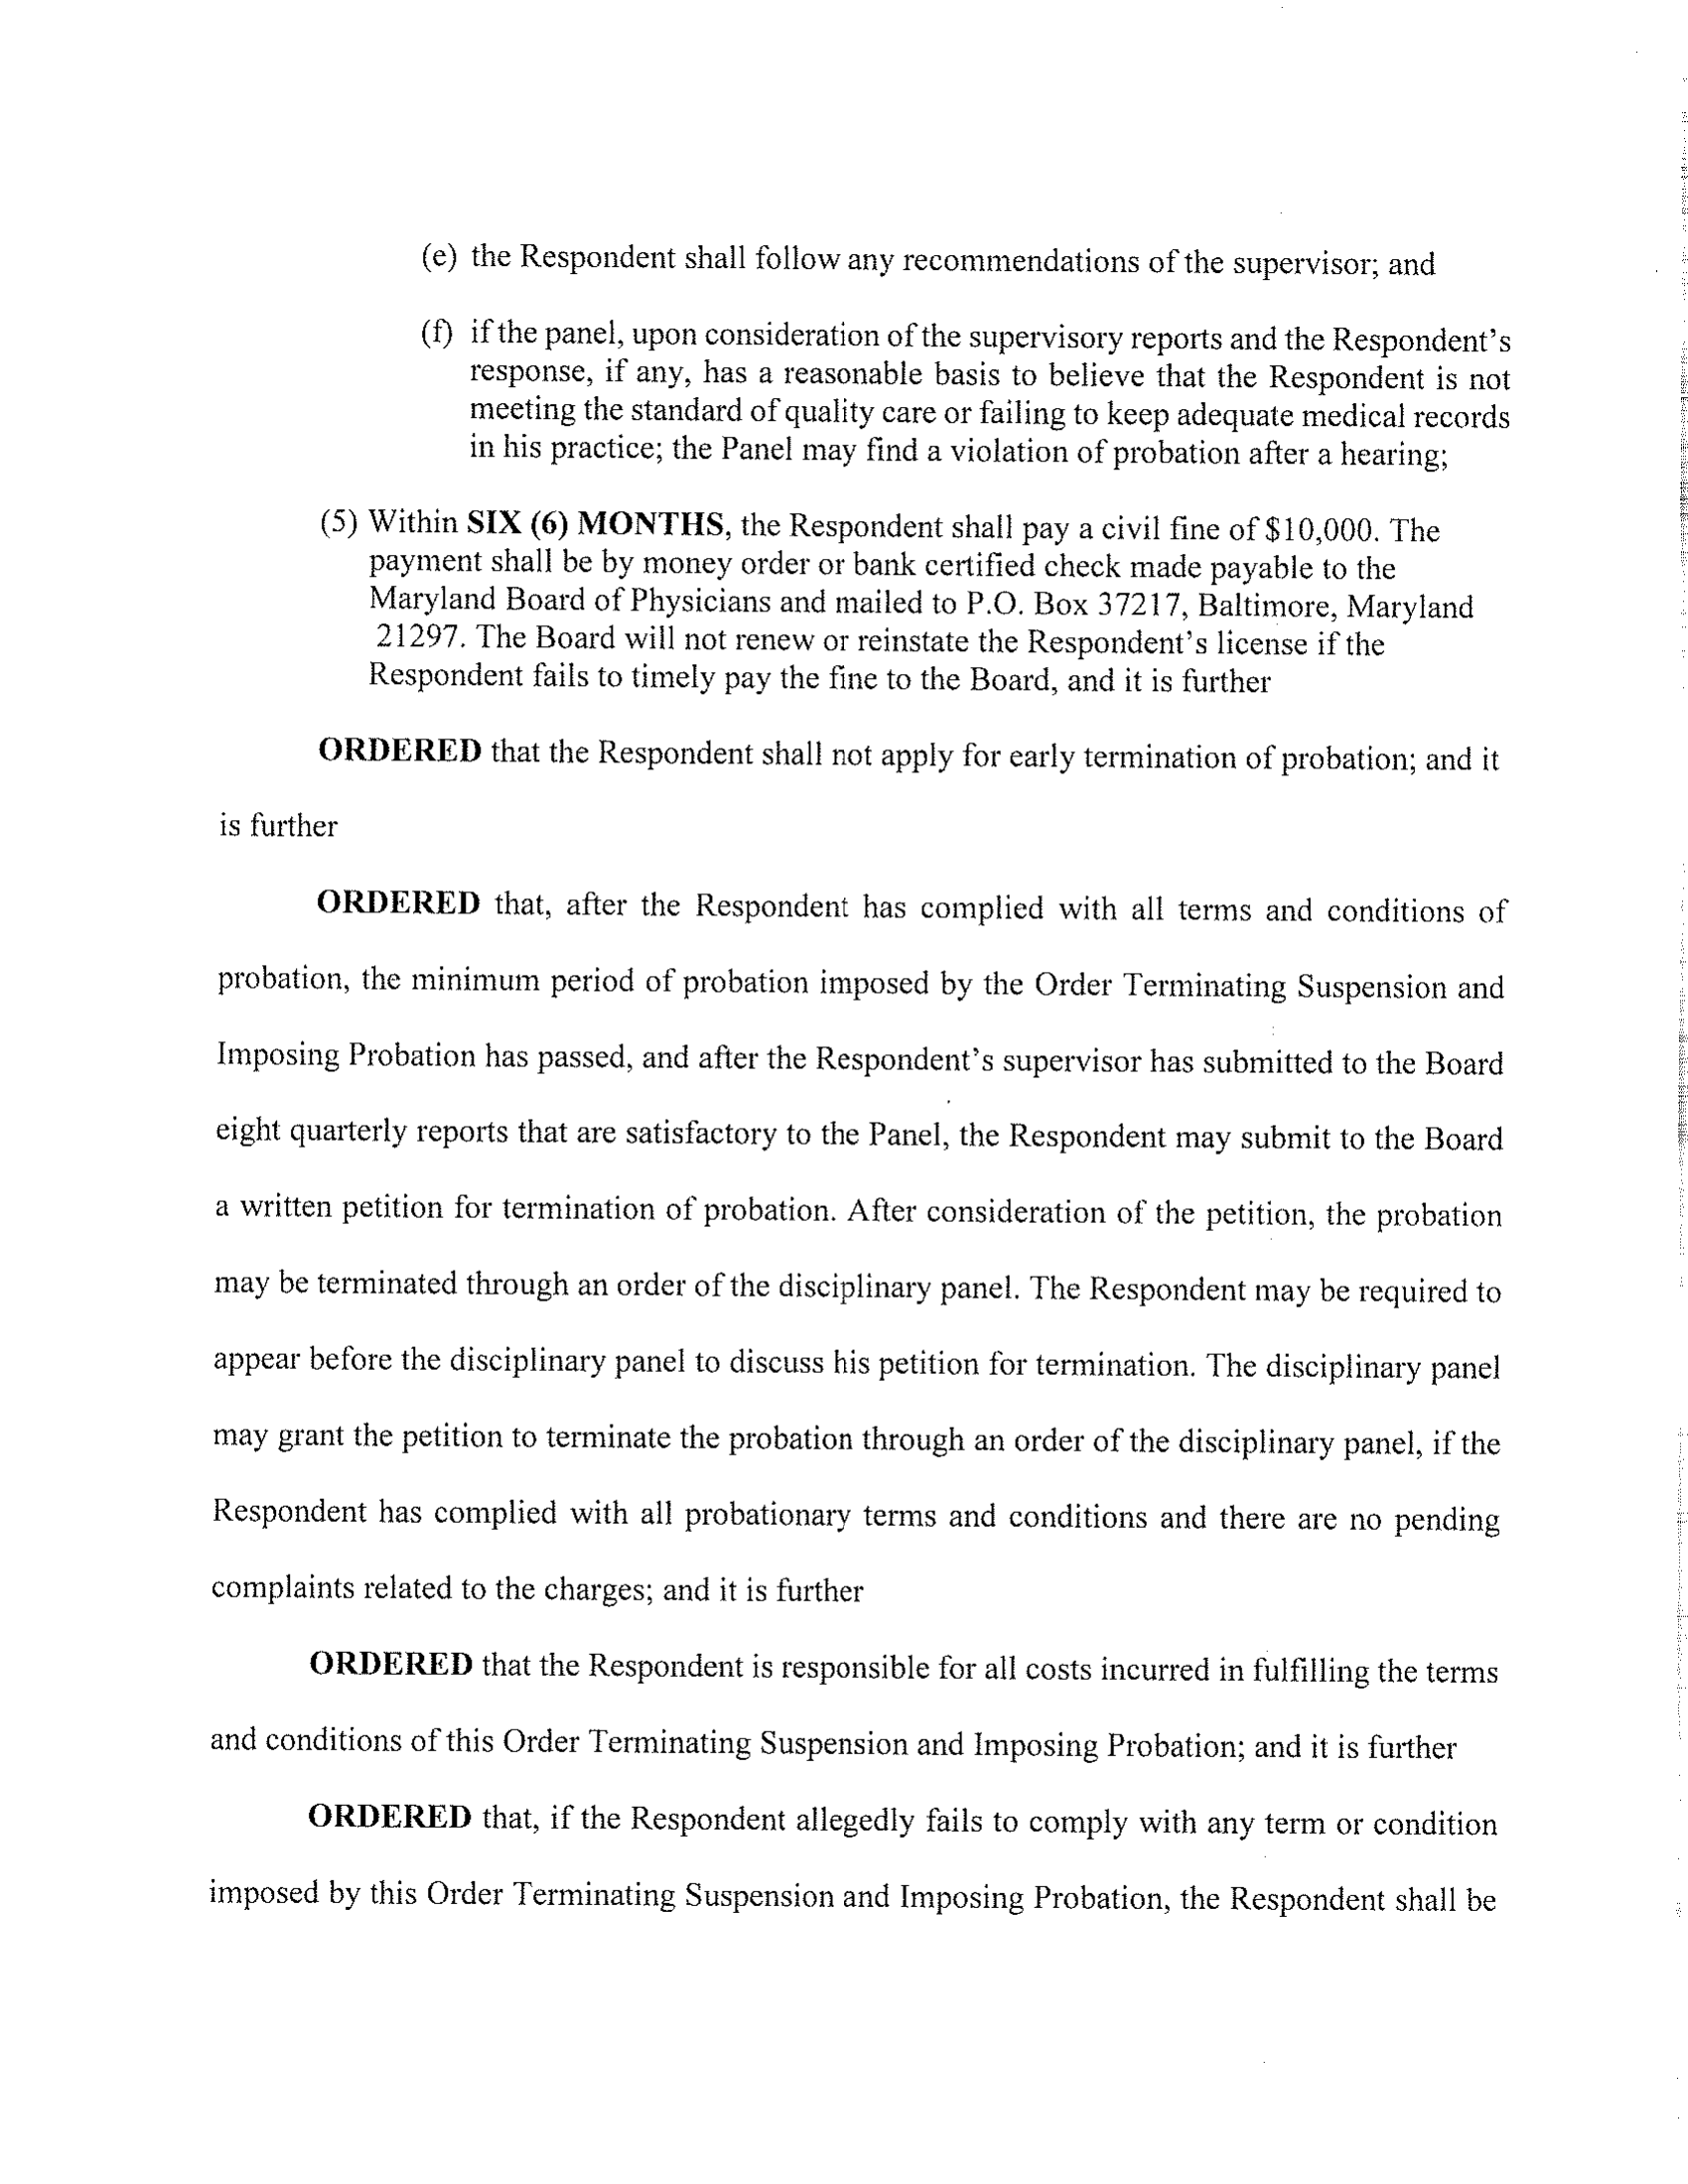 (e) the Respondent shall follow any recommendations of the supervisor; and
(f) if the panel, upon consideration of the supervisory reports and the Respondent's
response, if any, has a reasonable basis to believe that the Respondent is not
meeting the standard of quality care or failing to keep adequate medical records
in his practice; the Panel may find a violation of probation after a hearing;
(5) Within SIX (6) MONTHS, the Respondent shall pay a civil fine of $10,000. The
payment shall be by money order or bank certified check made payable to the
Maryland Board of Physicians and mailed to P.O. Box 37217, Baltimore, Maryland
21297. The Board will not renew or reinstate the Respondent's license if the
Respondent fails to timely pay the fine to the Board, and it is further
ORDERED that the Respondent shall not apply for early termination of probation; and it
is further
ORDERED that, after the Respondent has complied with all terms and conditions of
probation, the minimum period of probation imposed by the Order Terminating Suspension and
Imposing Probation has passed, and after the Respondent's supervisor has submitted to the Board
eight quarterly reports that are satisfactory to the Panel, the Respondent may submit to the Board
a written petition for termination of probation. After consideration of the petition, the probation
may be terminated through an order of the disciplinary panel. The Respondent may be required to
appear before the disciplinary panel to discuss his petition for termination. The disciplinary panel
may grant the petition to terminate the probation through an order of the disciplinary panel, if the
Respondent has complied with all probationary terms and conditions and there are no pending
complaints related to the charges; and it is further
ORDERED that the Respondent is responsible for all costs incurred in fulfilling the terms
and conditions of this Order Terminating Suspension and Imposing Probation; and it is further
ORDERED that, if the Respondent allegedly fails to comply with any term or condition
imposed by this Order Terminating Suspension and Imposing Probation, the Respondent shall be